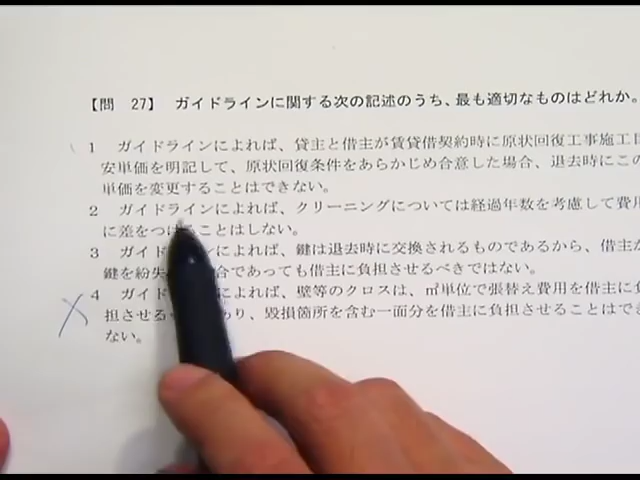 【問 27】 ガイドラインに関する次の記述のうち、最も適切なものはどれか。
1 ガイドラインによれば、貸主と借主が賃貸借契約時に原状回復工事施工目
安単価を明記して、原状回復条件をあらかじめ合意した場合、退去時にこの
単価を変更することはできない。
2 ガイドラインによれば、クリーニングについては経過年数を考慮して費用
に差をつ ことはしない。
3 ガイド ンによれば、鍵は退去時に交換されるものであるから、借主が
鍵を紛失 合であっても借主に負担させるべきではない。
4 ガイド によれば、壁等のクロスは、㎡単位で張替え費用を借主に負
担させる あり、毀損箇所を含む一面分を借主に負担させることはでき
ない。